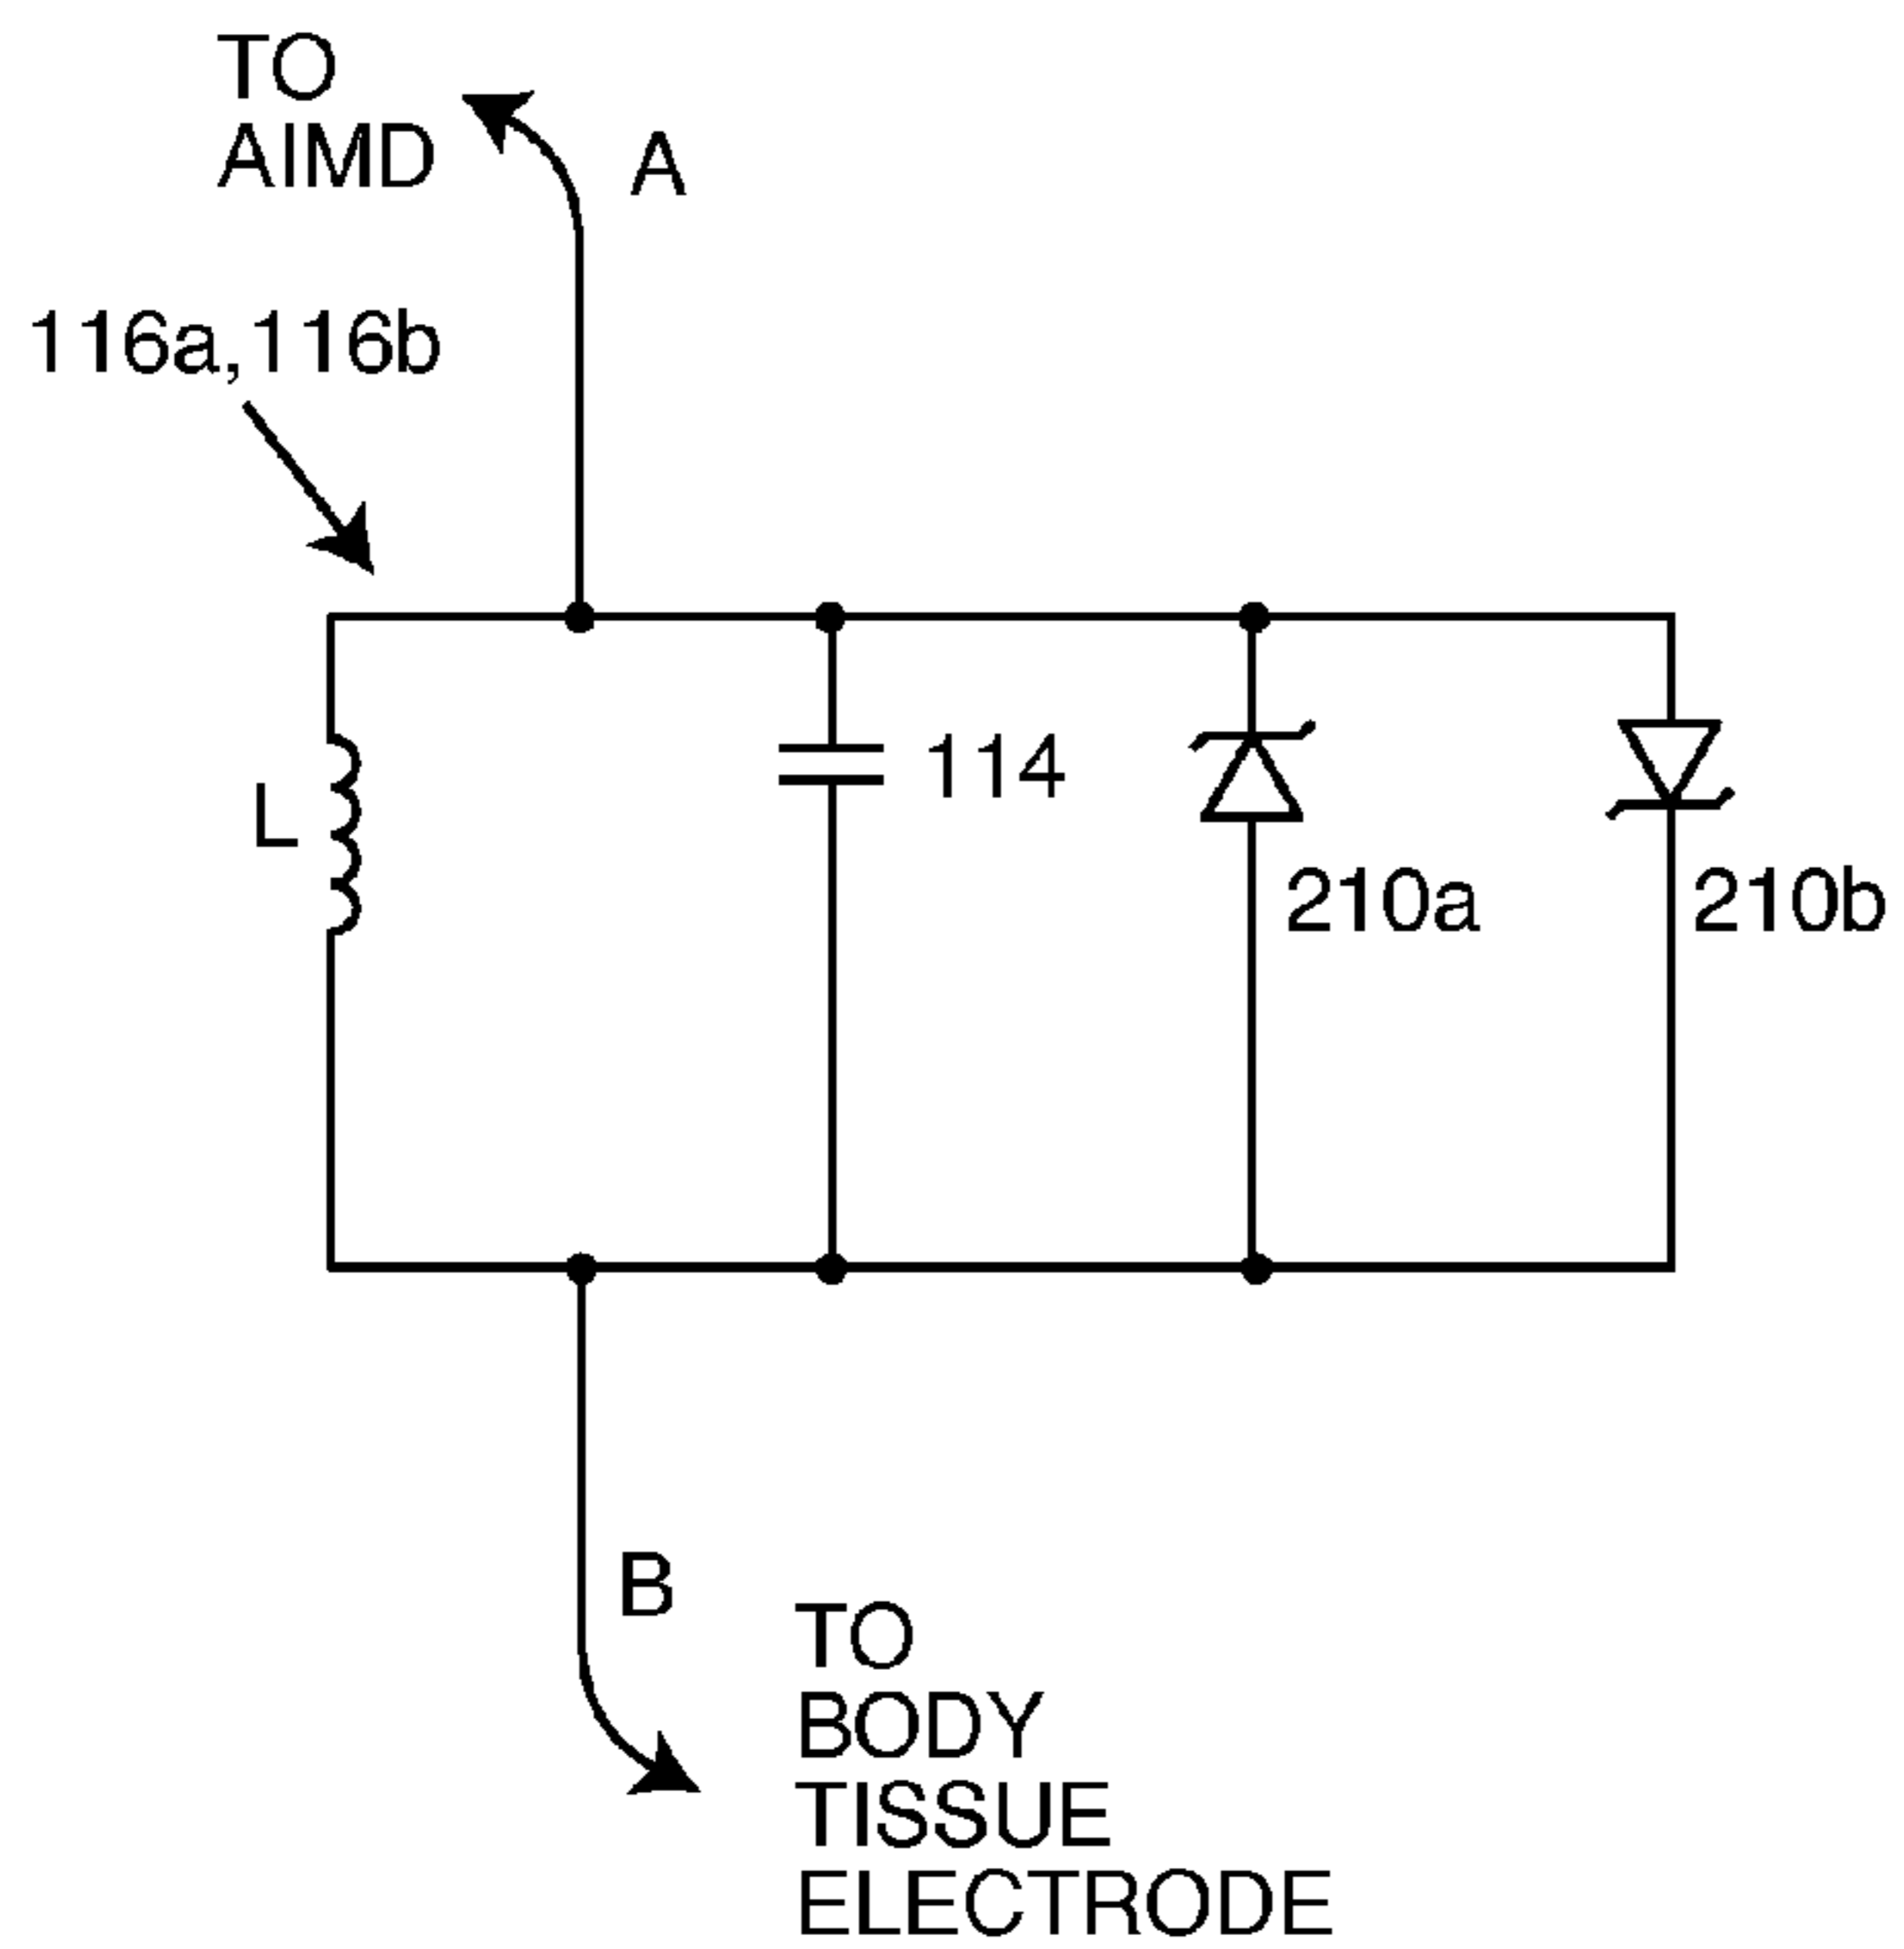 TO
AIMD
A
116a,116b
L
114
210a
210b
B
TO
BODY
TISSUE
ELECTRODE